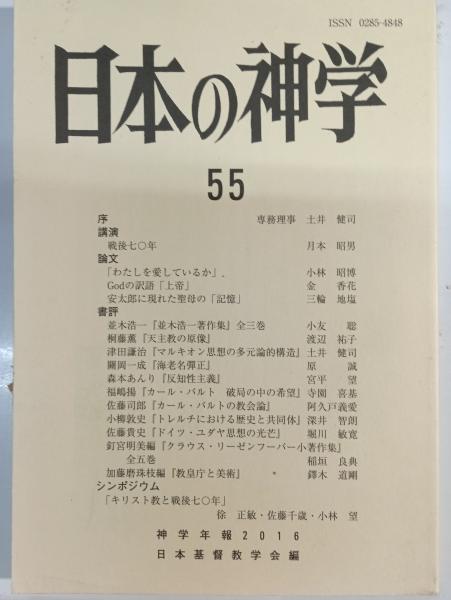 ISSN 0285-4848
日本の神学
55
序 専務理事 土井 健司
講演
戦後七〇年 月本 昭男
論文
「わたしを愛しているか」. 小林 昭博
Godの訳語「上帝」 金 香花
安太郎に現れた聖母の「記憶」 三輪 地塩
書評
並木浩一『並木浩一著作集』全三巻 小友 聡
桐藤薫『天主教の原像』 渡辺 祐子
津田謙治『マルキオン思想の多元論的構造』 土井 健司
關岡一成『海老名彈正』 原 誠
森本あんり『反知性主義』 宮平 望
福嶋揚『カール・バルト 破局の中の希望』 寺園 喜基
佐藤司郎『カール・バルトの教会論』 阿久戸義愛
小柳敦史『トレルチにおける歴史と共同体』 深井 智朗
佐藤貴史『ドイツ・ユダヤ思想の光芒』 堀川 敏寛
釘宮明美編『クラウス・リーゼンフーバー小著作集』
全五巻 稲垣 良典
加藤磨珠枝編『教皇庁と美術』 鐸木 道剛
シンポジウム
「キリスト教と戦後七〇年」
徐 正敏・佐藤千歳・小林 望
神学年報2016
日本基督教学会編